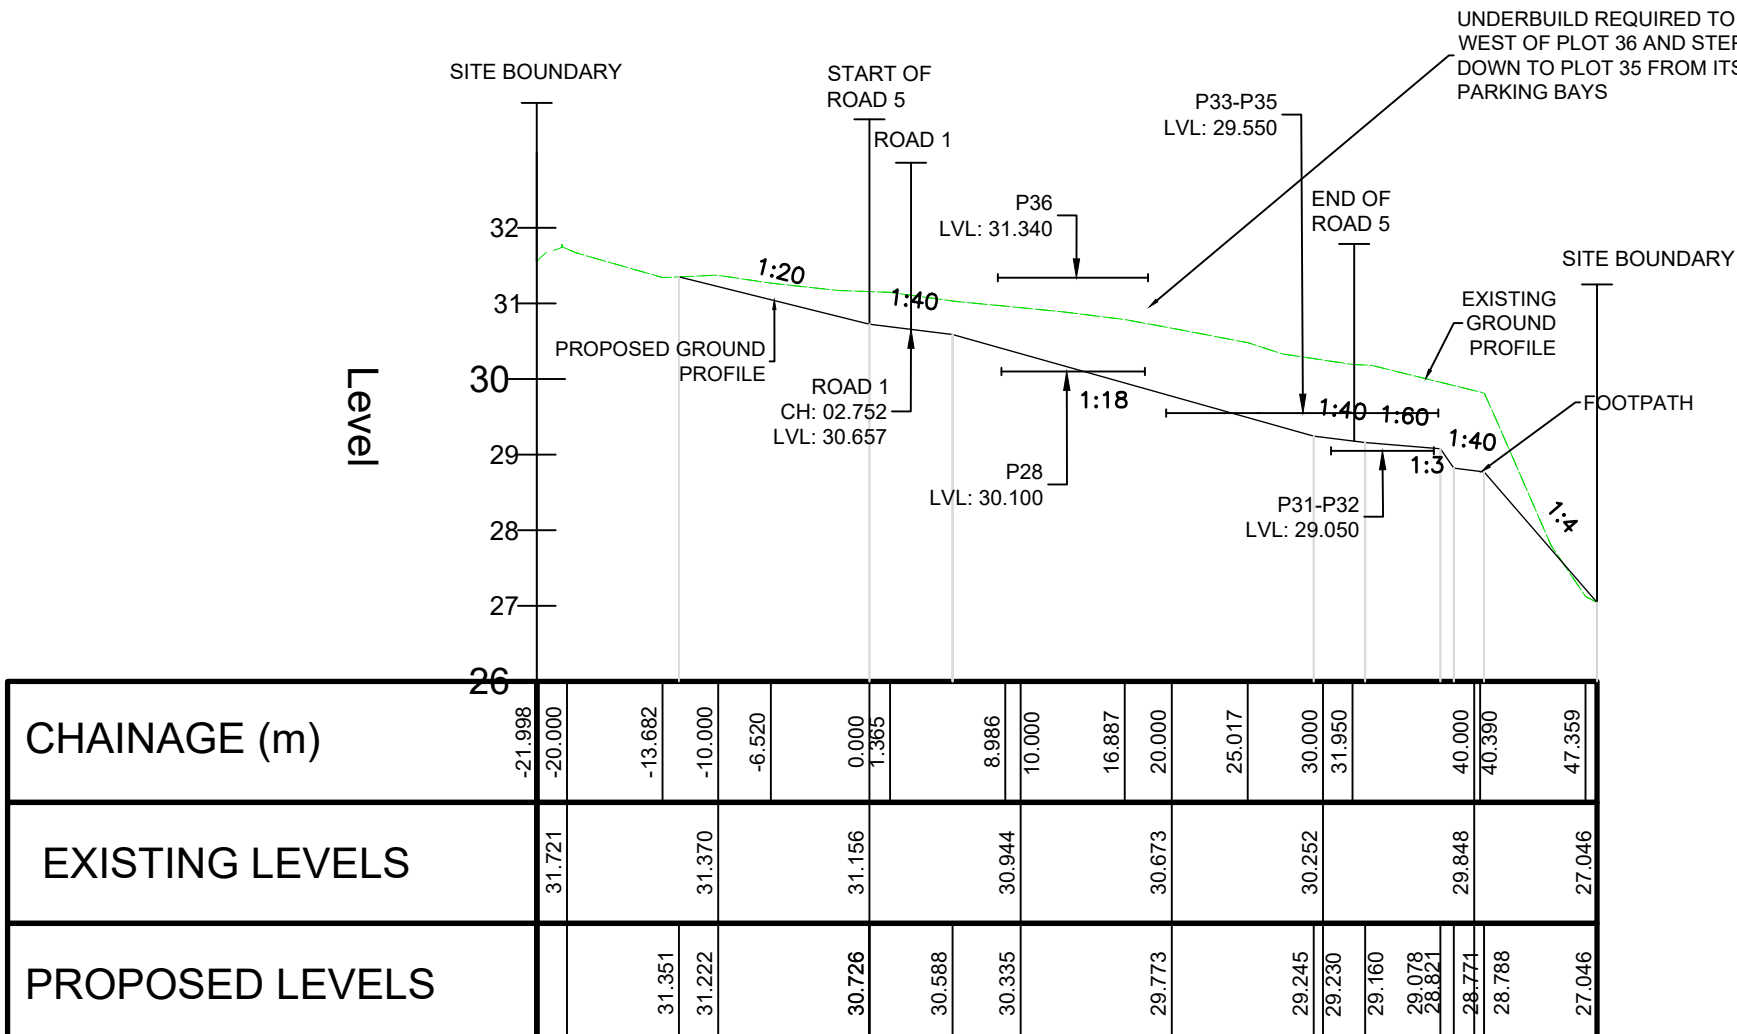 UNDERBUILD REQUIRED TO
WEST OF PLOT 36 AND STEP
DOWN TO PLOT 35 FROM ITS
PARKING BAYS
SITE BOUNDARY
START OF
ROAD 5
P33-P35
LVL: 29.550
ROAD 1
P36
LVL: 31.340
END OF
ROAD 5
SITE BOUNDARY
32
31
30
29
28
27
26
Level
1:20
1:40
EXISTING
GROUND
PROFILE
PROPOSED GROUND
PROFILE
ROAD 1
CH: 02.752
LVL: 30.657
1:18
1:40
1:60
FOOTPATH
1:40
1:3
P28
LVL: 30.100
P31-P32
LVL: 29.050
1:4
CHAINAGE (m)
-21.998
-20.000
-13.682
-10.000
-6.520
0.000
1.365
8.986
10.000
16.887
20.000
25.017
30.000
31.950
40.000
40.390
47.359
EXISTING LEVELS
31.721
31.370
31.156
30.944
30.673
30.252
29.848
27.046
PROPOSED LEVELS
31.351
31.222
30.726
30.588
30.335
29.773
29.245
29.230
29.160
29.078
28.821
28.771
28.788
27.046